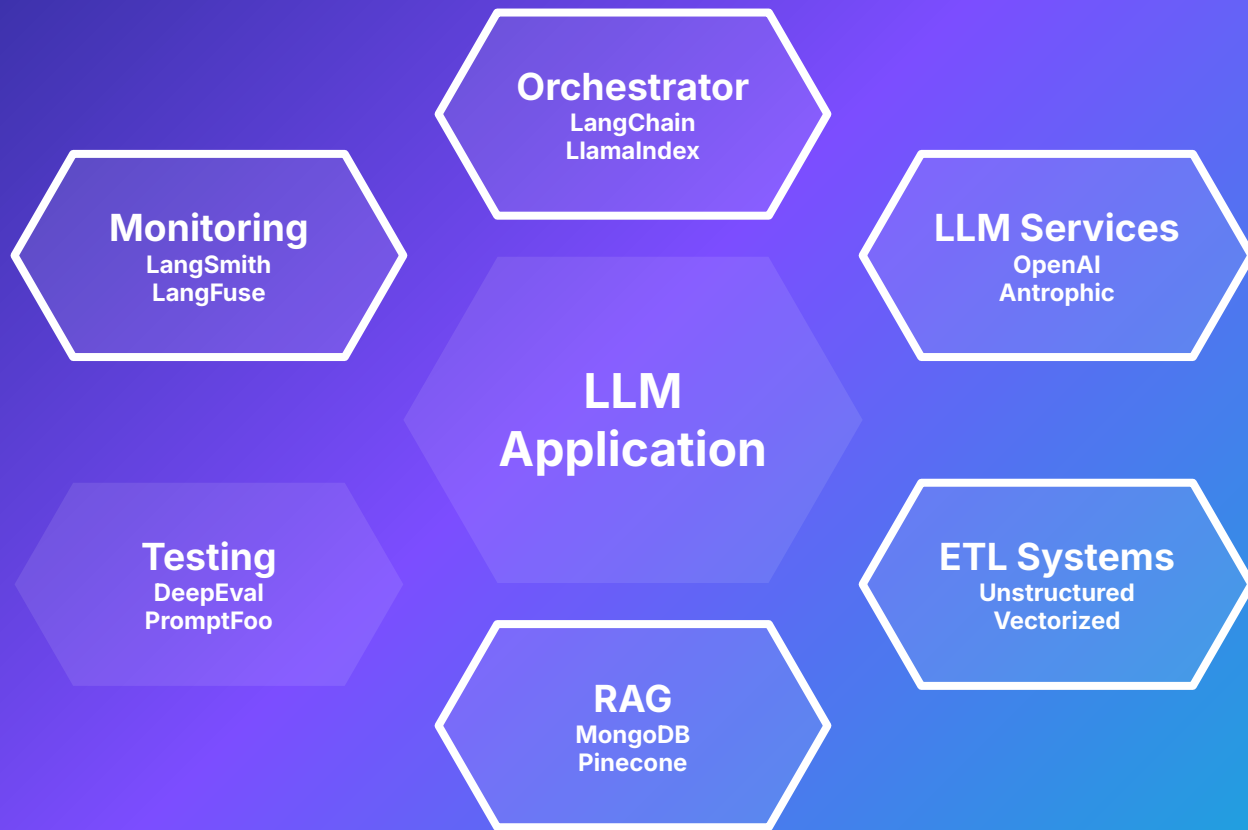 Orchestrator
LangChain
LlamaIndex
Monitoring
LangSmith
LangFuse
LLM Services
OpenAI
Antrophic
LLM
Application
Testing
DeepEval
PromptFoo
ETL Systems
Unstructured
Vectorized
RAG
MongoDB
Pinecone